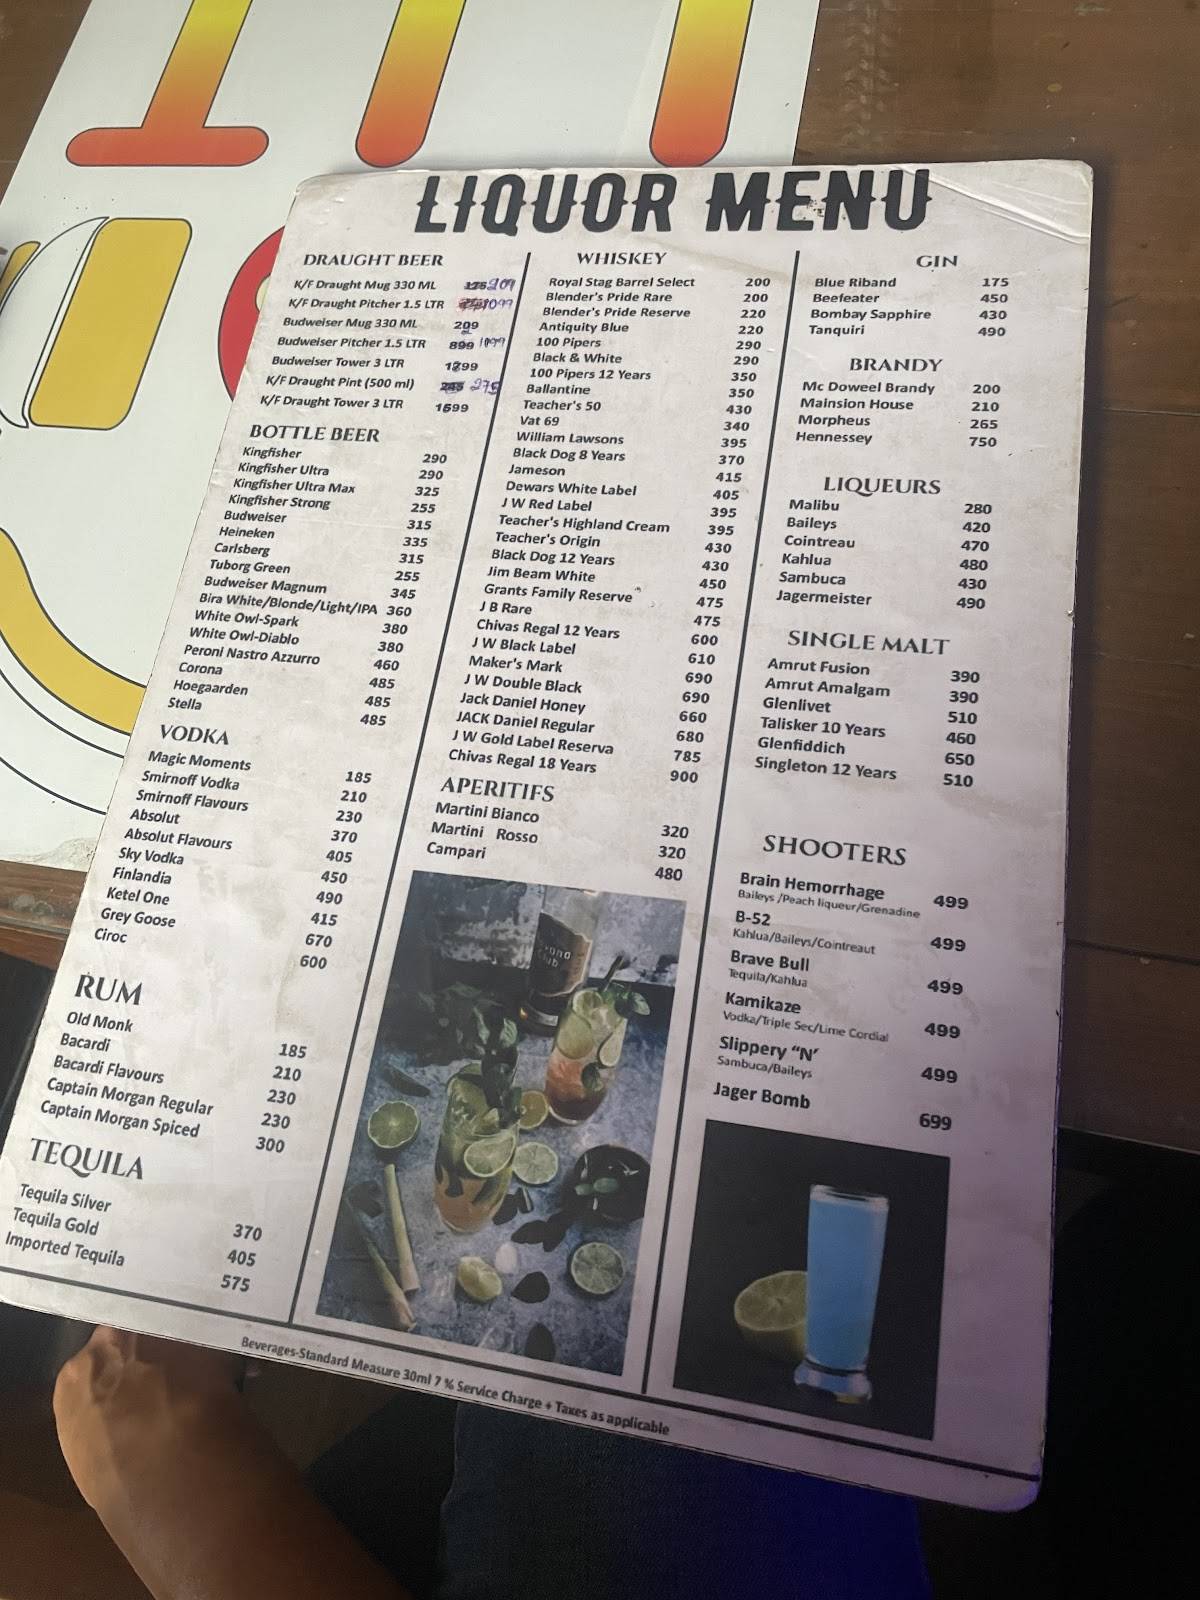 LIQUOR MENU
DRAUGHT BEER
K/F Draught Mug 330 ML 175 209
K/F Draught Pitcher 1.5 LTR 1099
Budweiser Mug 330 ML 209
Budweiser Pitcher 1.5 LTR 899 1099
Budweiser Tower 3 LTR
K/F Draught Pint (500 ml) 245 275
K/F Draught Tower 3 LTR 1699
BOTTLE BEER
Kingfisher 290
Kingfisher Ultra 290
Kingfisher Ultra Max 325
Kingfisher Strong 255
Budweiser 315
Heineken 335
Carlsberg 315
Tuborg Green 255
Budweiser Magnum 345
Bira White/Blonde/Light/IPA 360
White Owl-Spark 380
White Owl-Diablo 380
Peroni Nastro Azzurro 460
Corona 485
Hoegaarden 485
Stella 485
VODKA
Magic Moments 185
Smirnoff Vodka 210
Smirnoff Flavours 230
Absolut 370
Absolut Flavours 405
Sky Vodka 450
Finlandia 490
Ketel One 415
Grey Goose 670
Ciroc 600
RUM
Old Monk 185
Bacardi 210
Bacardi Flavours 230
Captain Morgan Regular 230
Captain Morgan Spiced 300
TEQUILA
Tequila Silver 370
Tequila Gold 405
Imported Tequila 575
WHISKEY
Royal Stag Barrel Select 200
Blender's Pride Rare 200
Blender's Pride Reserve 220
Antiquity Blue 220
100 Pipers 290
Black & White 290
100 Pipers 12 Years 350
Ballantine 350
Teacher's 50 430
Vat 69 340
William Lawsons 395
Black Dog 8 Years 370
Jameson 415
Dewars White Label 405
J W Red Label 395
Teacher's Highland Cream 395
Teacher's Origin 430
Black Dog 12 Years 430
Jim Beam White 450
Grants Family Reserve 475
J B Rare 475
Chivas Regal 12 Years 600
J W Black Label 610
Maker's Mark 690
J W Double Black 690
Jack Daniel Honey 660
JACK Daniel Regular 680
J W Gold Label Reserva 785
Chivas Regal 18 Years 900
APERITIFS
Martini Bianco 320
Martini Rosso 320
Campari 480
GIN
Blue Riband 175
Beefeater 450
Bombay Sapphire 430
Tanquiri 490
BRANDY
Mc Doweel Brandy 200
Mainsion House 210
Morpheus 265
Hennessey 750
LIQUEURS
Malibu 280
Baileys 420
Cointreau 470
Kahlua 480
Sambuca 430
Jagermeister 490
SINGLE MALT
Amrut Fusion 390
Amrut Amalgam 390
Glenlivet 510
Talisker 10 Years 460
Glenfiddich 650
Singleton 12 Years 510
SHOOTERS
Brain Hemorrhage 499
Baileys /Peach liqueur/Grenadine
B-52 499
Kahlua/Baileys/Cointreaut
Brave Bull 499
Tequila/Kahlua
Kamikaze 499
Vodka/Triple Sec/Lime Cordial
Slippery “N’ 499
Sambuca/Baileys
Jager Bomb 699
Beverages-Standard Measure 30ml 7 % Service Charge + Taxes as applicable